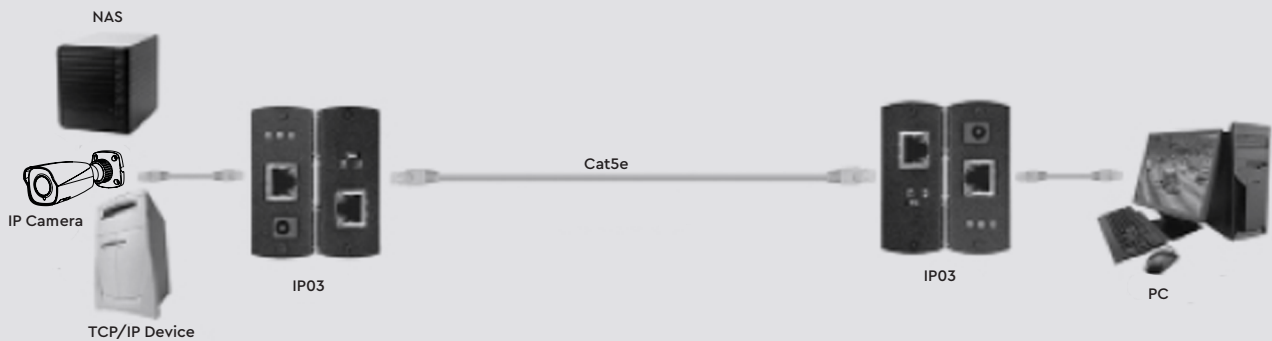 NAS
IP Camera
TCP/IP Device
IP03
Cat5e
IP03
PC